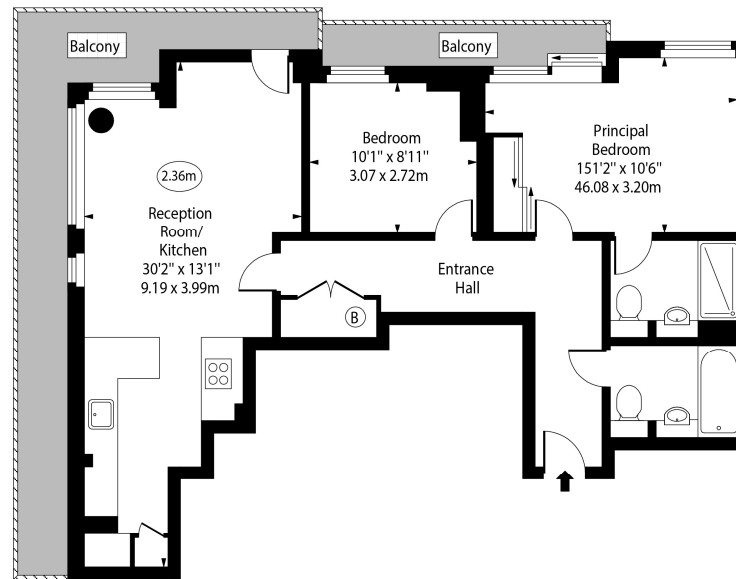 Balcony
Balcony
Bedroom
10'1" x 8'11"
3.07 x 2.72m
Principal
Bedroom
151'2" x 10'6"
46.08 x 3.20m
2.36m
Reception
Room/
Kitchen
30'2" x 13'1"
9.19 x 3.99m
Entrance
Hall
B